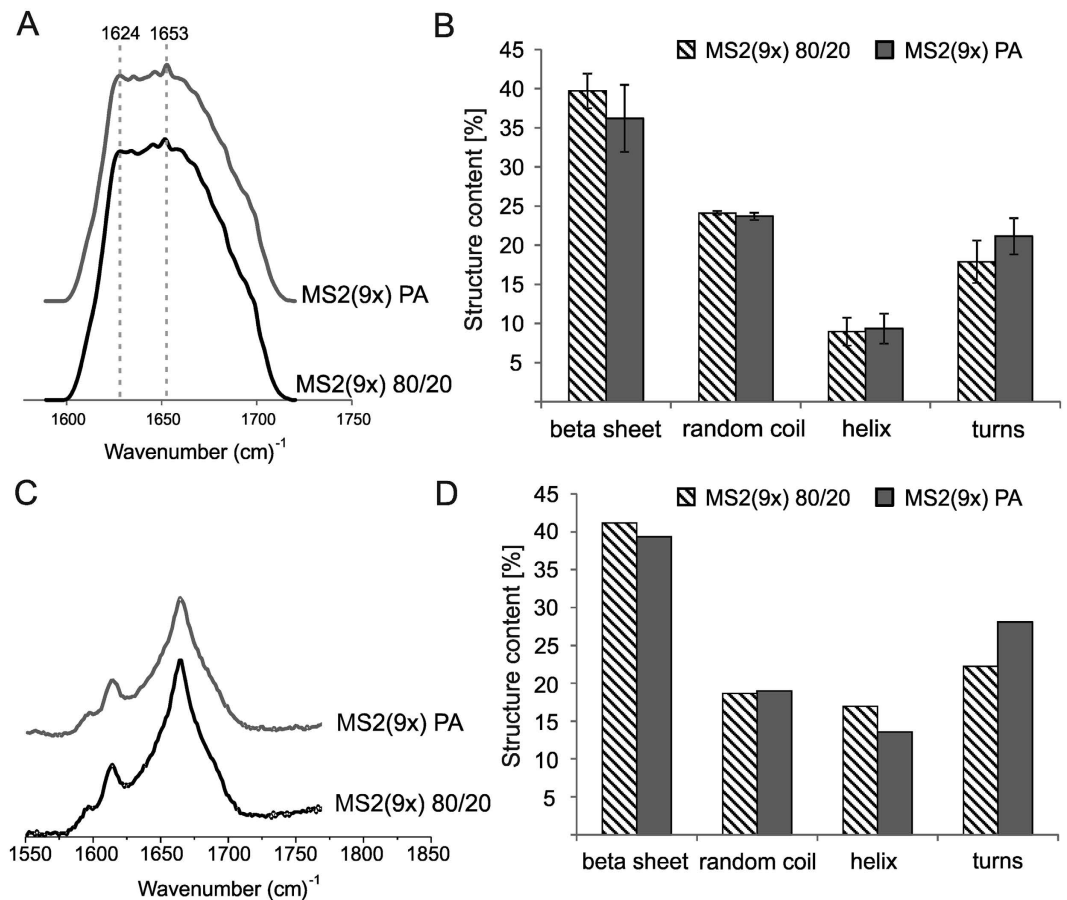 A
1624 1653
MS2(9x) PA
MS2(9x) 80/20
1600 1650 1700 1750
Wavenumber (cm)-1
B
MS2(9x) 80/20 MS2(9x) PA
Structure content [%]
45
40
35
30
25
20
15
10
5
beta sheet random coil helix turns
C
MS2(9x) PA
MS2(9x) 80/20
1550 1600 1650 1700 1750 1800 1850
Wavenumber (cm)-1
D
MS2(9x) 80/20 MS2(9x) PA
Structure content [%]
45
40
35
30
25
20
15
10
5
beta sheet random coil helix turns